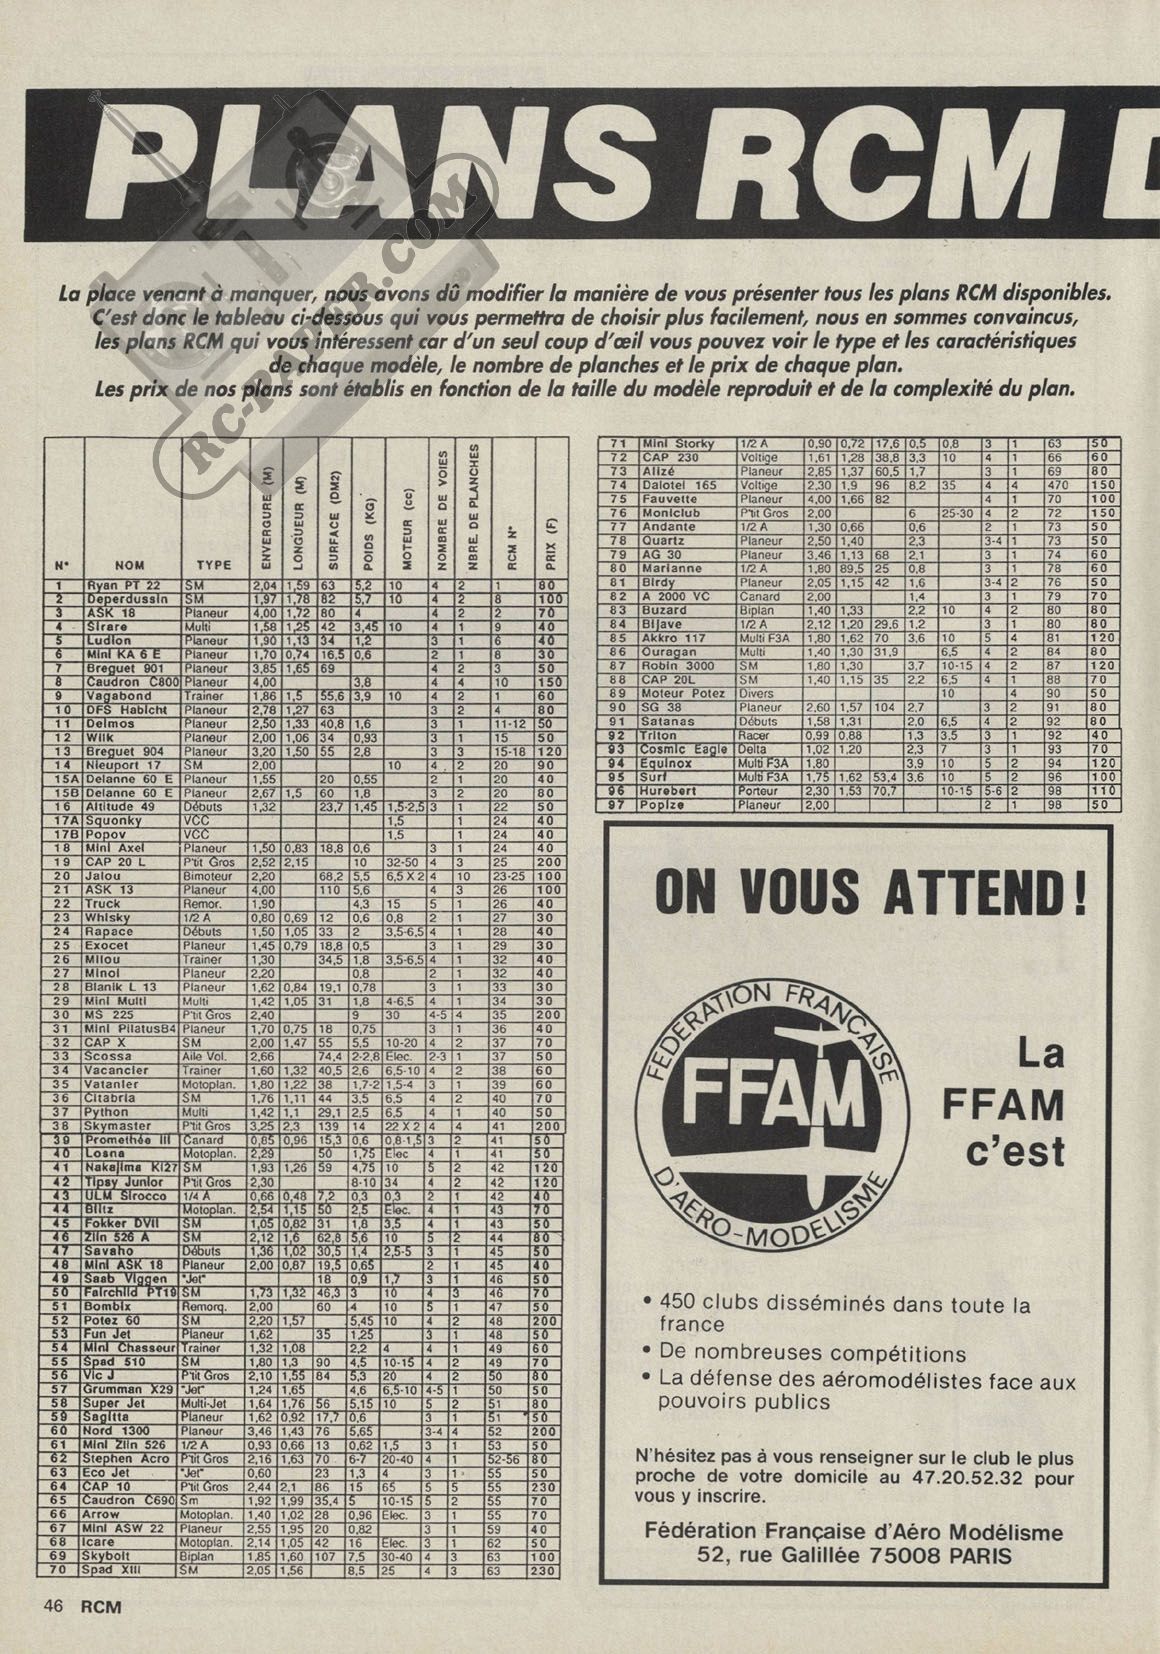 PLANS RCM D
RC-PAPER.COM
La place venant à manquer, nous avons dû modifier la manière de vous présenter tous les plans RCM disponibles.
C'est donc le tableau ci-dessous qui vous permettra de choisir plus facilement, nous en sommes convaincus,
les plans RCM qui vous intéressent car d'un seul coup d'œil vous pouvez voir le type et les caractéristiques
de chaque modèle, le nombre de planches et le prix de chaque plan.
Les prix de nos plans sont établis en fonction de la taille du modèle reproduit et de la complexité du plan.
N° NOM TYPE ENVERGURE (M) LONGUEUR (M) SURFACE (DM2) POIDS (KG) MOTEUR (cc) NOMBRE DE VOIES NBRE DE PLANCHES RCM N° PRIX (F)
1 Ryan PT 22 SM 2,04 1,59 63 5,2 10 4 2 1 80
2 Deperdussin SM 1,97 1,78 82 5,7 10 4 2 8 100
3 ASK 18 Planeur 4,00 1,72 80 4 4 2 2 70
4 Sirare Multi 1,58 1,25 42 3,45 10 4 1 9 40
5 Ludion Planeur 1,90 1,13 34 1,2 3 1 6 40
6 Mini KA 6 E Planeur 1,70 0,74 16,5 0,6 2 1 8 30
7 Breguet 901 Planeur 3,85 1,65 69 4 2 3 50
8 Caudron C800 Planeur 4,00 3,8 4 4 10 150
9 Vagabond Trainer 1,86 1,5 55,6 3,9 10 4 2 1 60
10 DFS Habicht Planeur 2,78 1,27 63 3 2 4 80
11 Delmos Planeur 2,50 1,33 40,8 1,6 3 1 11-12 50
12 Wilk Planeur 2,00 1,06 34 0,93 3 1 15 50
13 Breguet 904 Planeur 3,20 1,50 55 2,8 3 3 15-18 120
14 Nieuport 17 SM 2,00 10 4 2 20 90
15A Delanne 60 E Planeur 1,55 20 0,55 2 1 20 40
15B Delanne 60 E Planeur 2,67 1,5 60 1,8 3 2 20 80
16 Altitude 49 Débuts 1,32 23,7 1,45 1,5-2,5 3 1 22 50
17A Squonky VCC 1,5 1 24 40
17B Popov VCC 1,5 1 24 40
18 Mini Axel Planeur 1,50 0,83 18,8 0,6 3 1 24 40
19 CAP 20 L P'tit Gros 2,52 2,15 10 32-50 4 3 25 200
20 Jalou Bimoteur 2,20 68,2 5,5 6,5 X 2 4 10 23-25 100
21 ASK 13 Planeur 4,00 110 5,6 4 3 26 100
22 Truck Remor. 1,90 4,3 15 5 1 26 40
23 Whisky 1/2 A 0,80 0,69 12 0,6 0,8 2 1 27 30
24 Rapace Débuts 1,50 1,05 33 2 3,5-6,5 4 1 28 40
25 Exocet Planeur 1,45 0,79 18,8 0,5 3 1 29 30
26 Milou Trainer 1,30 34,5 1,8 3,5-6,5 4 1 32 40
27 Minol Planeur 2,20 0,8 2 1 32 40
28 Blanik L 13 Planeur 1,62 0,84 19,1 0,78 3 1 33 30
29 Mini Multi Multi 1,42 1,05 31 1,8 4-6,5 4 1 34 30
30 MS 225 P'tit Gros 2,40 9 30 4-5 4 35 200
31 Mini PilatusB4 Planeur 1,70 0,75 18 0,75 3 1 36 40
32 CAP X SM 2,00 1,47 55 5,5 10-20 4 2 37 70
33 Scossa Aile Vol. 2,66 74,4 2-2,8 Elec. 2-3 1 37 50
34 Vacancier Trainer 1,60 1,32 40,5 2,6 6,5-10 4 2 38 60
35 Vatanler Motoplan. 1,80 1,22 38 1,7-2 1,5-4 3 1 39 60
36 Citabria SM 1,76 1,11 44 3,5 6,5 4 2 40 70
37 Python Multi 1,42 1,1 29,1 2,5 6,5 4 1 40 50
38 Skymaster P'tit Gros 3,25 2,3 139 14 22 X 2 4 4 41 200
39 Promethée III Canard 0,85 0,96 15,3 0,6 0,8-1,5 3 2 41 50
40 Losna Motoplan. 2,29 50 1,75 Elec 4 1 41 50
41 Nakajima KI27 SM 1,93 1,26 59 4,75 10 5 2 42 120
42 Tipsy Junior P'tit Gros 2,30 8-10 34 4 2 42 120
43 ULM Sirocco 1/4 A 0,66 0,48 7,2 0,3 0,3 2 1 42 40
44 Blitz Motoplan. 2,54 1,15 50 2,5 Elec. 4 1 43 70
45 Fokker DVII SM 1,05 0,82 31 1,8 3,5 4 1 43 50
46 Zlin 526 A SM 2,12 1,6 62,8 5,6 10 5 2 44 80
47 Savaho Débuts 1,36 1,02 30,5 1,4 2,5-5 3 1 45 50
48 Mini ASK 18 Planeur 2,00 0,87 19,5 0,65 2 1 45 40
49 Saab Viggen "Jet" 18 0,9 1,7 3 1 46 50
50 Fairchild PT19 SM 1,73 1,32 46,3 3 10 4 3 46 70
51 Bombix Remorq. 2,00 60 4 10 5 1 47 50
52 Potez 60 SM 2,20 1,57 5,45 10 4 2 48 200
53 Fun Jet Planeur 1,62 35 1,25 3 1 48 50
54 Mini Chasseur Trainer 1,32 1,08 2,2 4 4 1 49 60
55 Spad 510 SM 1,80 1,3 90 4,5 10-15 4 2 49 70
56 Vic J P'tit Gros 2,10 1,55 84 5,3 20 4 2 50 80
57 Grumman X29 "Jet" 1,24 1,65 4,6 6,5-10 4-5 1 50 50
58 Super Jet Multi-Jet 1,64 1,76 56 5,15 10 5 2 51 80
59 Sagitta Planeur 1,62 0,92 17,7 0,6 3 1 51 50
60 Nord 1300 Planeur 3,46 1,43 76 5,65 3-4 4 52 200
61 Mini Zlin 526 1/2 A 0,93 0,66 13 0,62 1,5 3 1 53 50
62 Stephen Acro P'tit Gros 2,16 1,63 70 6-7 20-40 4 1 52-56 80
63 Eco Jet "Jet" 0,60 23 1,3 4 3 1 55 50
64 CAP 10 P'tit Gros 2,44 2,1 86 15 65 5 5 55 230
65 Caudron C690 Sm 1,92 1,99 35,4 5 10-15 5 2 55 70
66 Arrow Motoplan. 1,40 1,02 28 0,96 Elec. 3 1 55 70
67 Mini ASW 22 Planeur 2,55 1,95 20 0,82 3 1 59 40
68 Icare Motoplan. 2,14 1,05 42 16 Elec. 3 1 62 50
69 Skybolt Biplan 1,85 1,60 107 7,5 30-40 4 3 63 100
70 Spad XIII SM 2,05 1,56 8,5 25 4 3 63 230
71 Mini Storky 1/2 A 0,90 0,72 17,6 0,5 0,8 3 1 63 50
72 CAP 230 Voltige 1,61 1,28 38,8 3,3 10 4 1 66 60
73 Alizé Planeur 2,85 1,37 60,5 1,7 3 1 69 80
74 Dalotel 165 Voltige 2,30 1,9 96 8,2 35 4 4 470 150
75 Fauvette Planeur 4,00 1,66 82 4 1 70 100
76 Moniclub P'tit Gros 2,00 6 25-30 4 2 72 150
77 Andante 1/2 A 1,30 0,66 0,6 2 1 73 50
78 Quartz Planeur 2,50 1,40 2,3 3-4 1 73 50
79 AG 30 Planeur 3,46 1,13 68 2,1 3 1 74 60
80 Marianne 1/2 A 1,80 89,5 25 0,8 3 1 78 60
81 Birdy Planeur 2,05 1,15 42 1,6 3-4 2 76 50
82 A 2000 VC Canard 2,00 1,4 3 1 79 70
83 Buzard Biplan 1,40 1,33 2,2 10 4 2 80 80
84 Bijave 1/2 A 2,12 1,20 29,6 1,2 3 1 80 80
85 Akkro 117 Multi F3A 1,80 1,62 70 3,6 10 5 4 81 120
86 Ouragan Multi 1,40 1,30 31,9 6,5 4 2 84 80
87 Robin 3000 SM 1,80 1,30 3,7 10-15 4 2 87 120
88 CAP 20L SM 1,40 1,15 35 2,2 6,5 4 1 88 70
89 Moteur Potez Divers 10 4 90 50
90 SG 38 Planeur 2,60 1,57 104 2,7 3 2 91 80
91 Satanas Débuts 1,58 1,31 2,0 6,5 4 2 92 80
92 Triton Racer 0,99 0,88 1,3 3,5 3 1 92 40
93 Cosmic Eagle Delta 1,02 1,20 2,3 7 3 1 93 70
94 Equinox Multi F3A 1,80 3,9 10 5 2 94 120
95 Surf Multi F3A 1,75 1,62 53,4 3,6 10 5 2 96 100
96 Hurebert Porteur 2,30 1,53 70,7 10-15 5-6 2 98 110
97 Popize Planeur 2,00 2 1 98 50
ON VOUS ATTEND !
FEDERATION FRANÇAISE
FFAM
D'AERO-MODELISME
La
FFAM
c'est
• 450 clubs disséminés dans toute la
france
• De nombreuses compétitions
• La défense des aéromodélistes face aux
pouvoirs publics
N'hésitez pas à vous renseigner sur le club le plus
proche de votre domicile au 47.20.52.32 pour
vous y inscrire.
Fédération Française d'Aéro Modélisme
52, rue Galillée 75008 PARIS
46 RCM